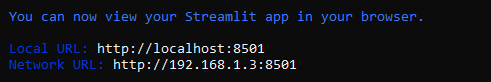 You can now view your Streamlit app in your browser.
Local URL: http://localhost:8501
Network URL: http://192.168.1.3:8501